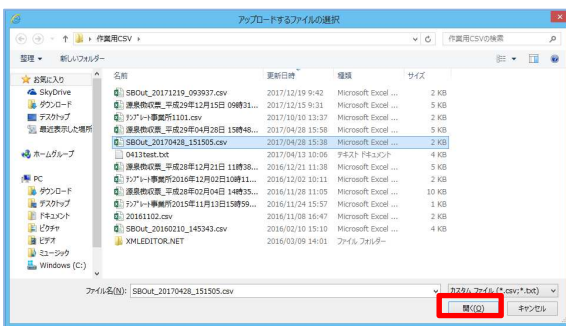 アップロードするファイルの選択
作業用CSV
作業用CSVの検索
整理 新しいフォルダー
名前 更新日時 種類 サイズ
お気に入り
SkyDrive
ダウンロード
デスクトップ
最近表示した場所
ホームグループ
PC
ダウンロード
デスクトップ
ドキュメント
ピクチャ
ビデオ
ミュージック
Windows (C:)
SBOut_20171219_093937.csv 2017/12/19 9:42 Microsoft Excel ... 2 KB
源泉徴収票_平成29年12月15日 09時31... 2017/12/15 9:31 Microsoft Excel ... 5 KB
ﾃﾝﾌﾟﾚｰﾄ事業所1101.csv 2017/10/10 13:37 Microsoft Excel ... 2 KB
源泉徴収票_平成29年04月28日 15時48... 2017/04/28 15:58 Microsoft Excel ... 5 KB
SBOut_20170428_151505.csv 2017/04/28 15:38 Microsoft Excel ... 2 KB
0413test.txt 2017/04/13 10:06 テキスト ドキュメント 4 KB
源泉徴収票_平成28年12月21日 11時38... 2016/12/21 11:38 Microsoft Excel ... 5 KB
ﾃﾝﾌﾟﾚｰﾄ事業所2016年12月02日10時11... 2016/12/02 10:11 Microsoft Excel ... 2 KB
源泉徴収票_平成28年02月04日 14時35... 2016/11/28 11:05 Microsoft Excel ... 10 KB
ﾃﾝﾌﾟﾚｰﾄ事業所2015年11月13日15時59... 2016/11/24 15:57 Microsoft Excel ... 1 KB
20161102.csv 2016/11/08 16:47 Microsoft Excel ... 2 KB
SBOut_20160210_145343.csv 2016/02/10 15:10 Microsoft Excel ... 4 KB
XMLEDITOR.NET 2016/03/09 14:01 ファイル フォルダー
ファイル名(N): SBOut_20170428_151505.csv カスタム ファイル (*.csv;*.txt)
開く(O) キャンセル